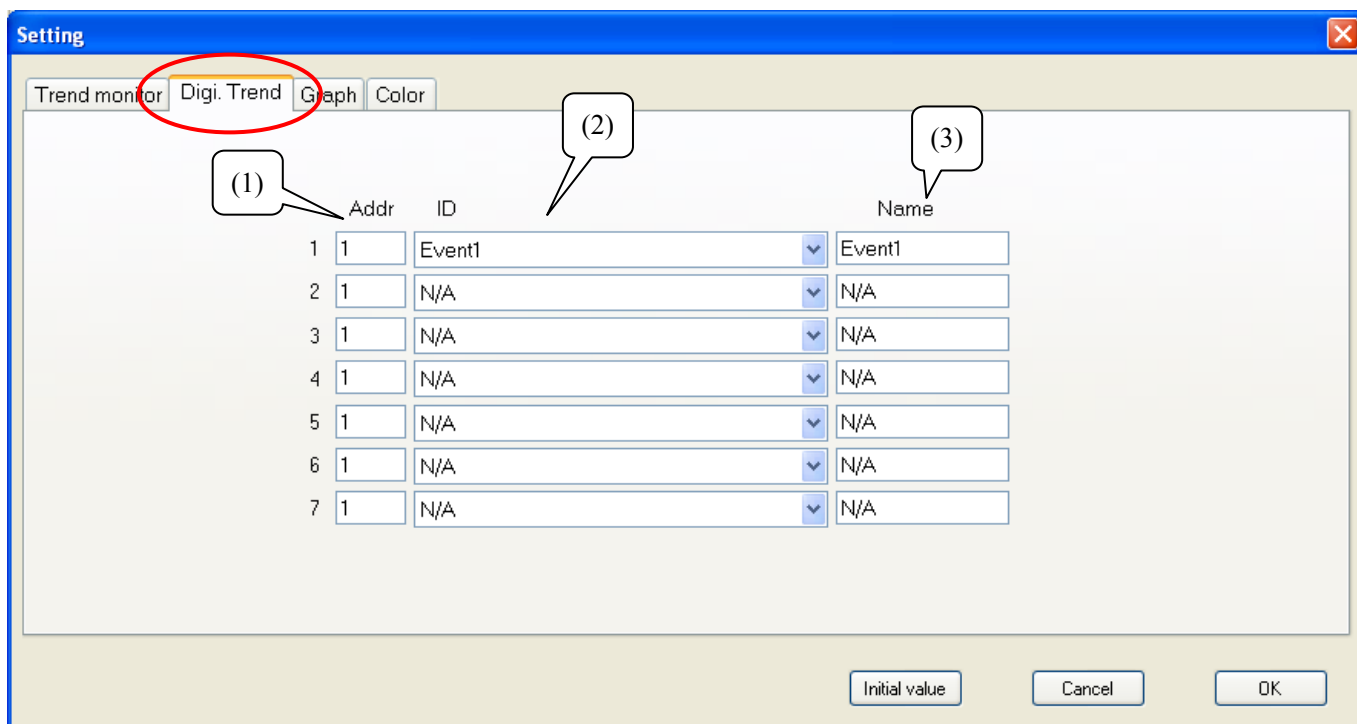 Setting
Trend monitor Digi. Trend Graph Color
(2)
(3)
(1)
Addr ID Name
1 1 Event1 Event1
2 1 N/A N/A
3 1 N/A N/A
4 1 N/A N/A
5 1 N/A N/A
6 1 N/A N/A
7 1 N/A N/A
Initial value Cancel OK